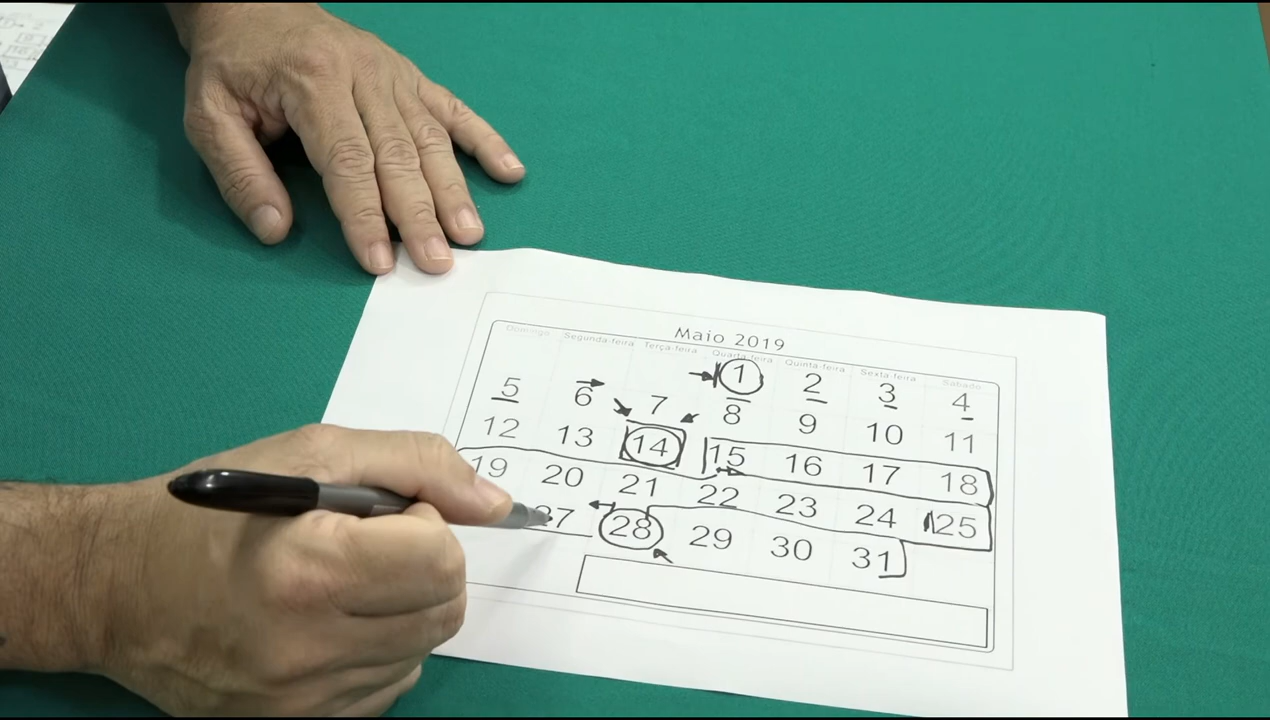 Maio 2019
Domingo Segunda-feira Terça-feira Quarta-feira Quinta-feira Sexta-feira Sábado
1 2 3 4
5 6 7 8 9 10 11
12 13 14 15 16 17 18
19 20 21 22 23 24 25
27 28 29 30 31